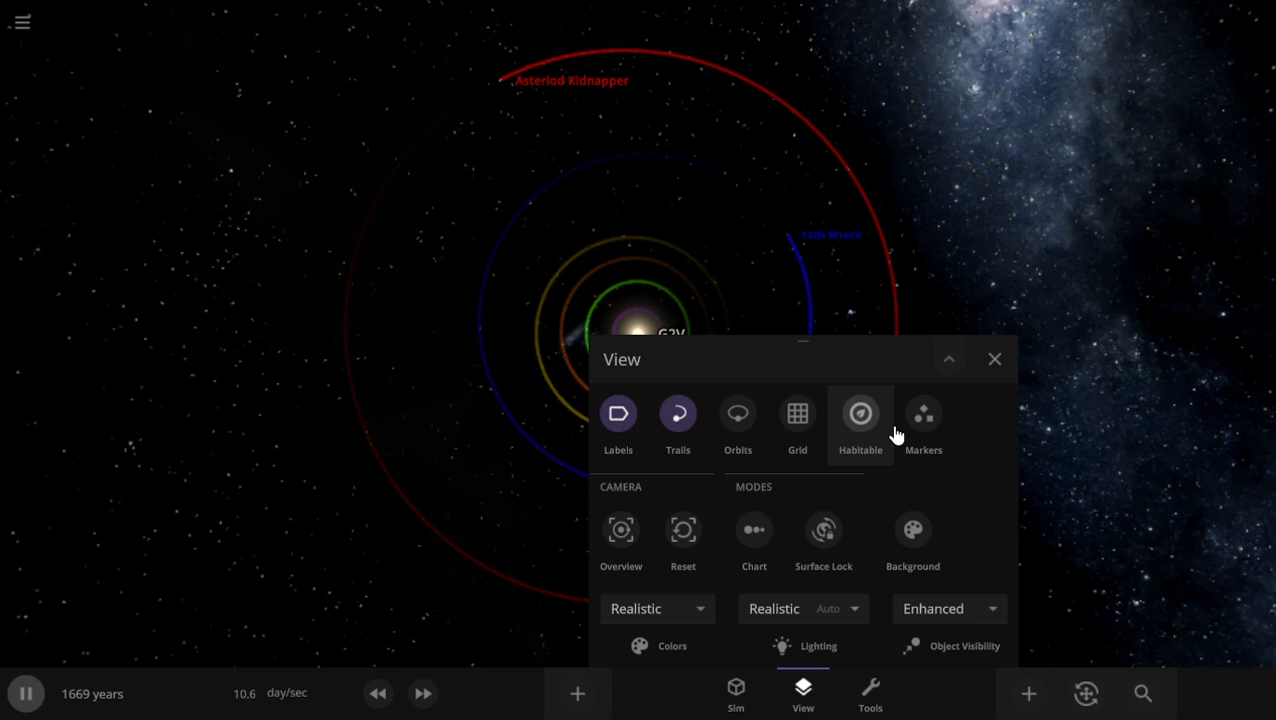 Asteriod Kidnapper
Little Miracle
G2V
View
Labels Trails Orbits Grid Habitable Markers
CAMERA MODES
Overview Reset Chart Surface Lock Background
Realistic Realistic Auto Enhanced
Colors Lighting Object Visibility
1669 years 10.6 day/sec
Sim View Tools